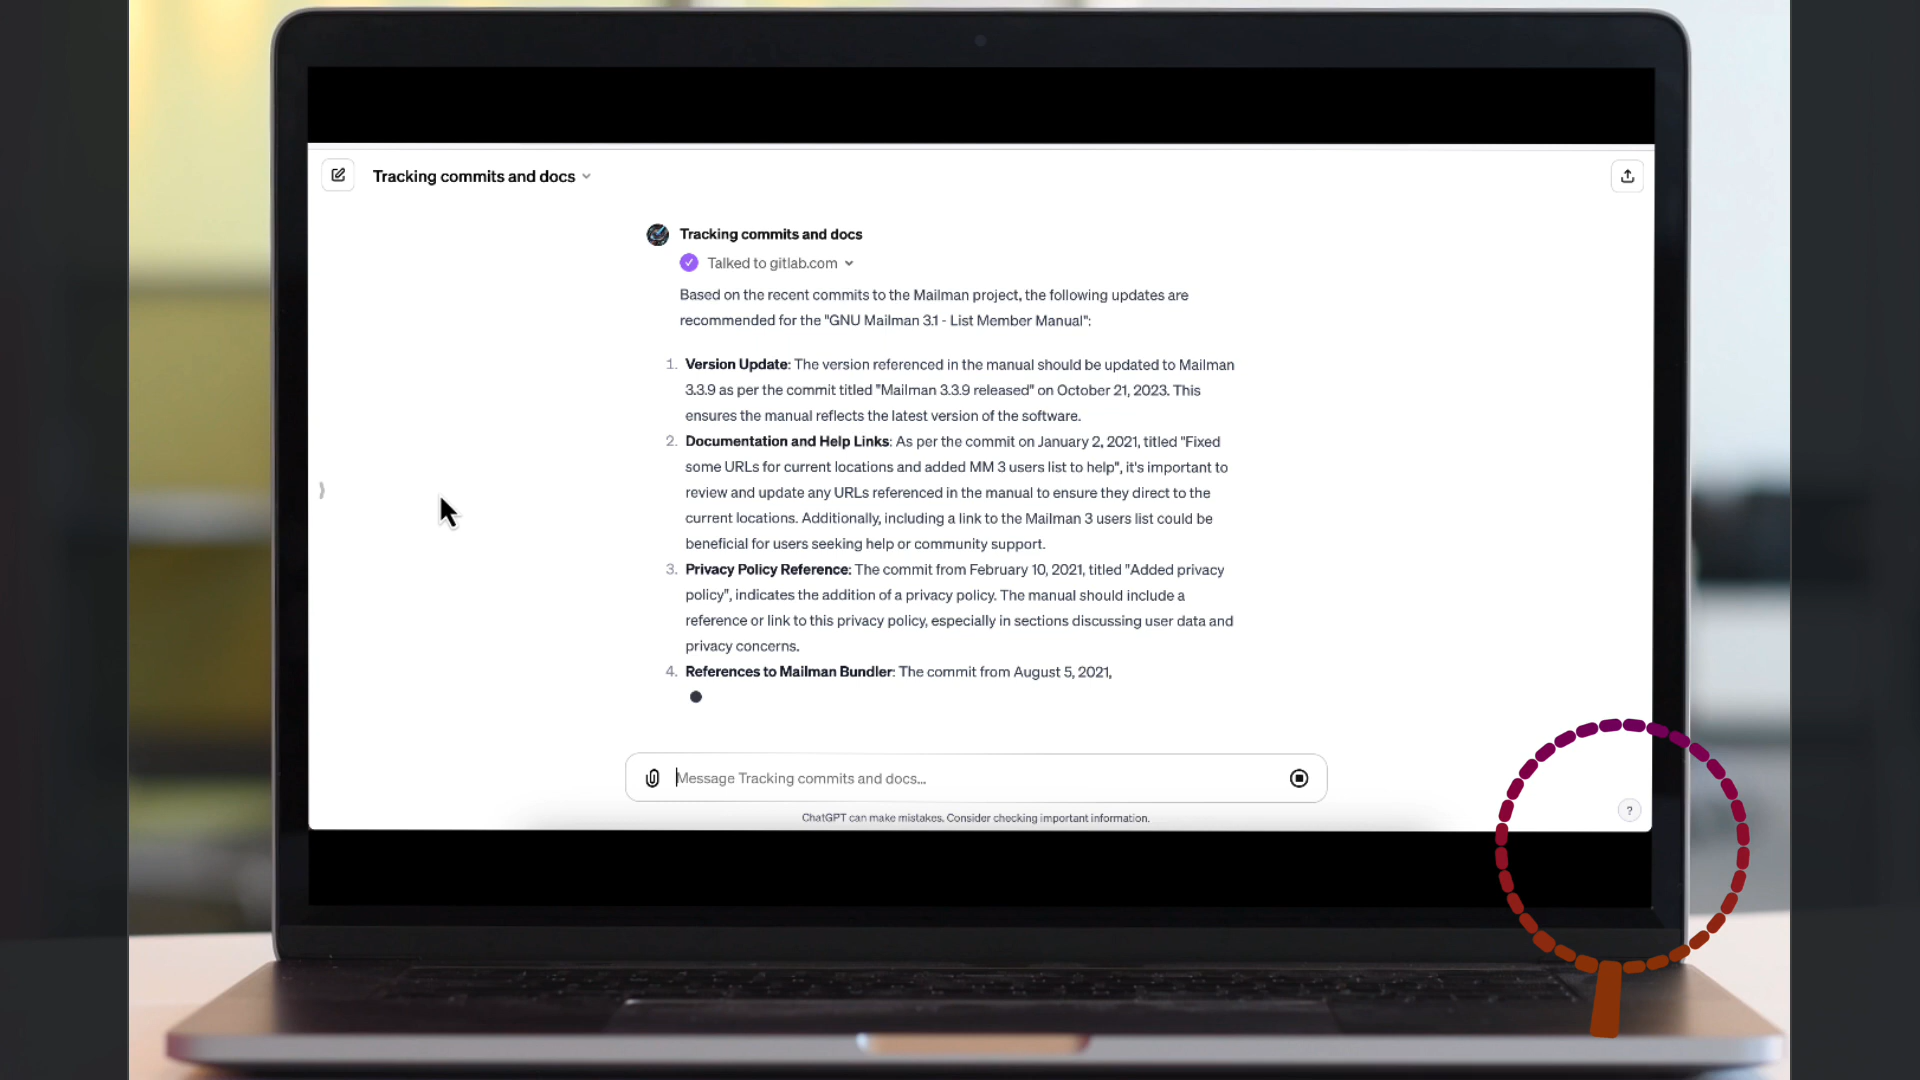 Tracking commits and docs
Tracking commits and docs
Talked to gitlab.com
Based on the recent commits to the Mailman project, the following updates are
recommended for the "GNU Mailman 3.1 - List Member Manual":
1. Version Update: The version referenced in the manual should be updated to Mailman
3.3.9 as per the commit titled "Mailman 3.3.9 released" on October 21, 2023. This
ensures the manual reflects the latest version of the software.
2. Documentation and Help Links: As per the commit on January 2, 2021, titled "Fixed
some URLs for current locations and added MM 3 users list to help", it's important to
review and update any URLs referenced in the manual to ensure they direct to the
current locations. Additionally, including a link to the Mailman 3 users list could be
beneficial for users seeking help or community support.
3. Privacy Policy Reference: The commit from February 10, 2021, titled "Added privacy
policy", indicates the addition of a privacy policy. The manual should include a
reference or link to this privacy policy, especially in sections discussing user data and
privacy concerns.
4. References to Mailman Bundler: The commit from August 5, 2021,
Message Tracking commits and docs...
ChatGPT can make mistakes. Consider checking important information.
?